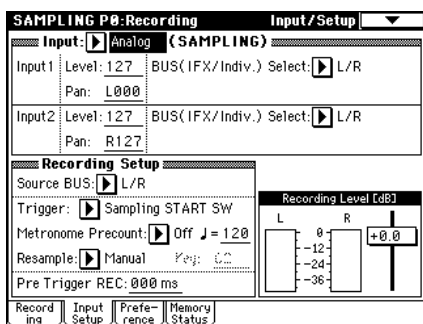 SAMPLING P0:Recording Input/Setup
Input: Analog (SAMPLING)
Input1 Level: 127 BUS(IFX/Indiv.) Select: L/R
Pan: L000
Input2 Level: 127 BUS(IFX/Indiv.) Select: L/R
Pan: R127
Recording Setup
Source BUS: L/R
Trigger: Sampling START SW
Metronome Precount: Off ♩=120
Resample: Manual Key: C2
Pre Trigger REC: 000 ms
Recording Level [dB]
L R
0
-12
-24
-36
+0.0
Recording
Input Setup
Prefe-rence
Memory Status